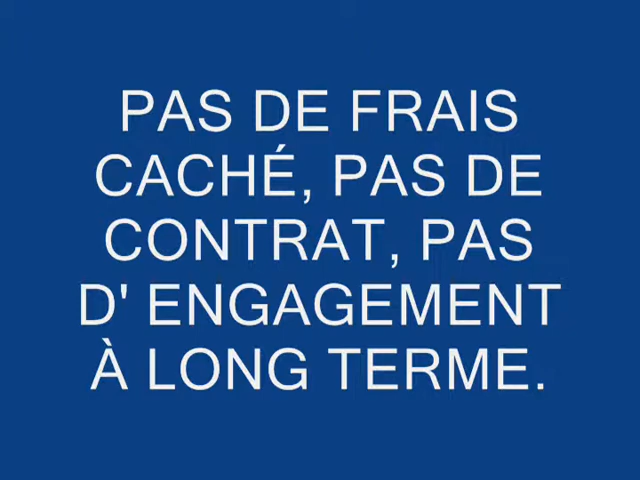 PAS DE FRAIS
CACHÉ, PAS DE
CONTRAT, PAS
D' ENGAGEMENT
À LONG TERME.